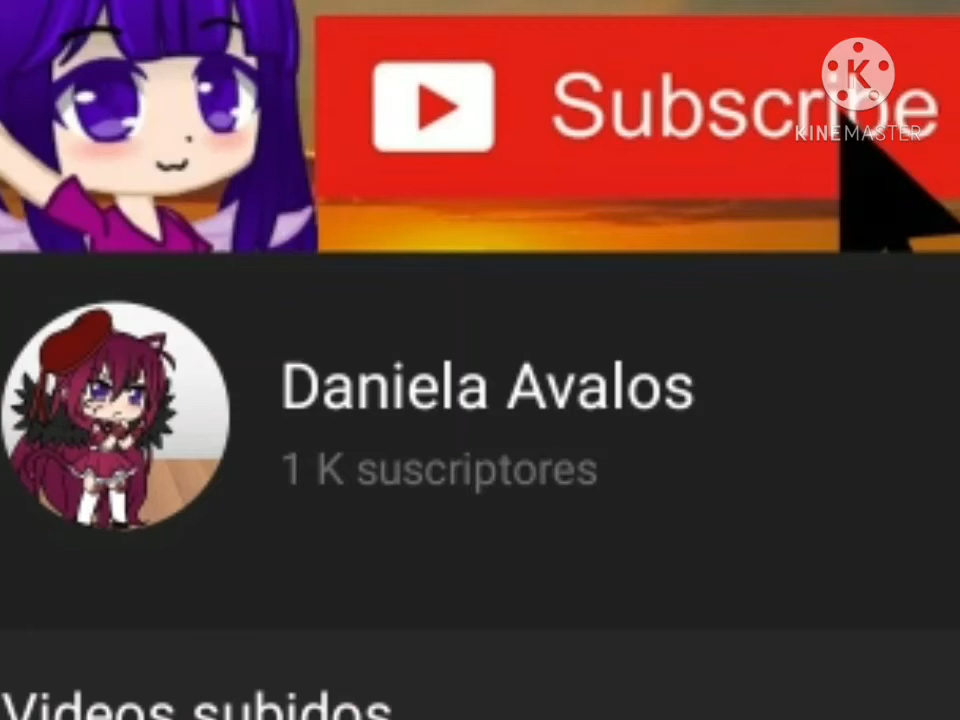 Subscribe
KINEMASTER
Daniela Avalos
1 K suscriptores
Videos subidos